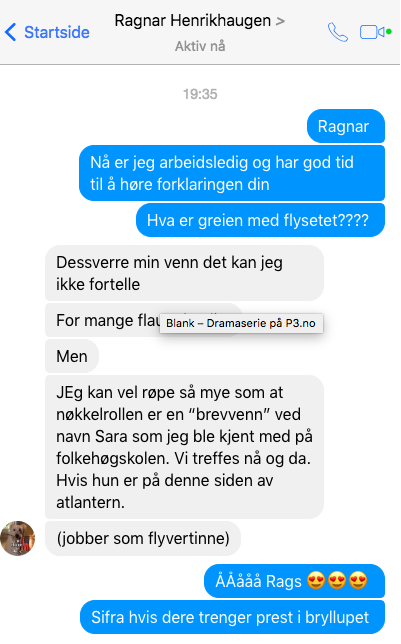 Startside
Ragnar Henrikhaugen >
Aktiv nå
19:35
Ragnar
Nå er jeg arbeidsledig og har god tid
til å høre forklaringen din
Hva er greien med flysetet????
Dessverre min venn det kan jeg
ikke fortelle
For mange
Blank – Dramaserie på P3.no
Men
JEg kan vel røpe så mye som at
nøkkelrollen er en “brevvenn” ved
navn Sara som jeg ble kjent med på
folkehøgskolen. Vi treffes nå og da.
Hvis hun er på denne siden av
atlantern.
(jobber som flyvertinne)
ÅÅååå Rags 😍😍😍
Sifra hvis dere trenger prest i bryllupet